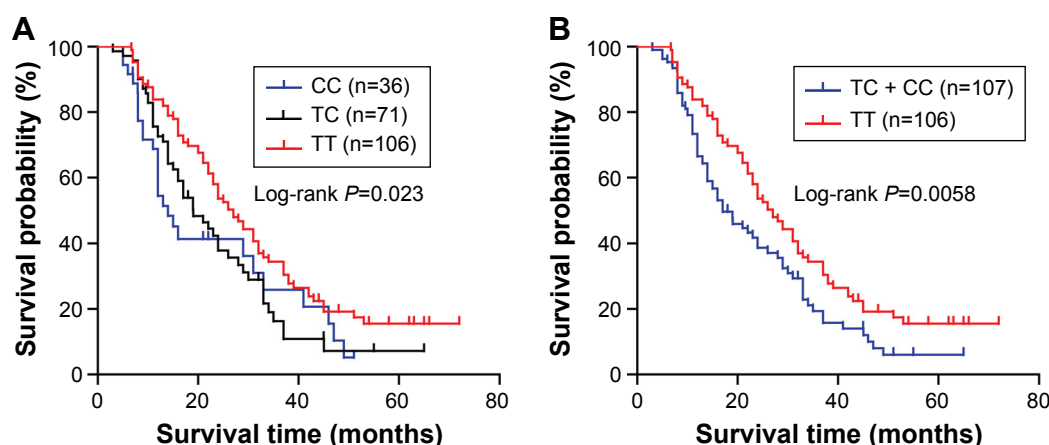 A
Survival probability (%)
100
80
60
40
20
0
0 20 40 60 80
Survival time (months)
CC (n=36)
TC (n=71)
TT (n=106)
Log-rank P=0.023
B
Survival probability (%)
100
80
60
40
20
0
0 20 40 60 80
Survival time (months)
TC + CC (n=107)
TT (n=106)
Log-rank P=0.0058